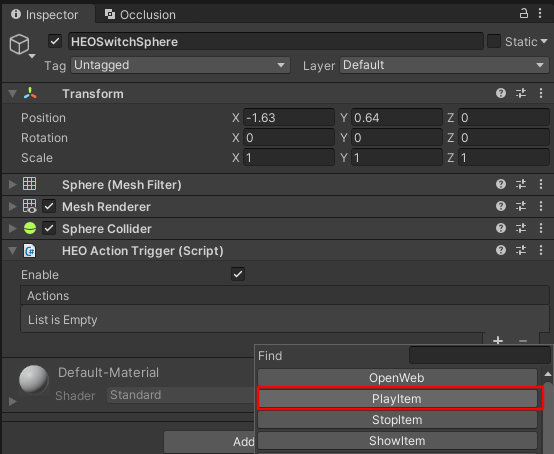 Inspector Occlusion
HEOSwitchSphere Static
Tag Untagged Layer Default
Transform
Position X -1.63 Y 0.64 Z 0
Rotation X 0 Y 0 Z 0
Scale X 1 Y 1 Z 1
Sphere (Mesh Filter)
Mesh Renderer
Sphere Collider
HEO Action Trigger (Script)
Enable
Actions
List is Empty
Find
OpenWeb
Default-Material
PlayItem
Shader Standard
StopItem
Add
ShowItem